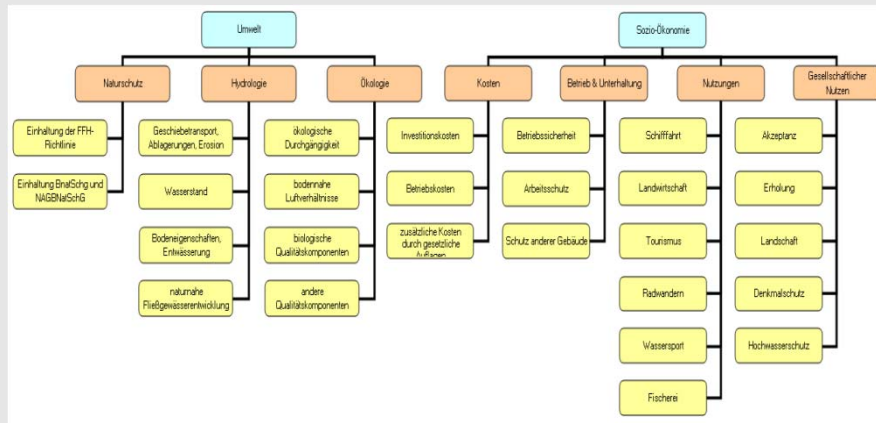 Umwelt
Naturschutz
Einhaltung der FFH-
Richtlinie
Einhaltung BnatSchg und
NAGBNatSchG
Hydrologie
Geschiebetransport,
Ablagerungen, Erosion
Wasserstand
Bodeneigenschaften,
Entwässerung
naturnahe
Fließgewässerentwicklung
Ökologie
ökologische
Durchgängigkeit
bodennahe
Luftverhältnisse
biologische
Qualitätskomponenten
andere
Qualitätskomponenten
Sozio-Ökonomie
Kosten
Investitionskosten
Betriebskosten
zusätzliche Kosten
durch gesetzliche
Auflagen
Betrieb & Unterhaltung
Betriebssicherheit
Arbeitsschutz
Schutz anderer Gebäude
Nutzungen
Schifffahrt
Landwirtschaft
Tourismus
Radwandern
Wassersport
Fischerei
Gesellschaftlicher
Nutzen
Akzeptanz
Erholung
Landschaft
Denkmalschutz
Hochwasserschutz